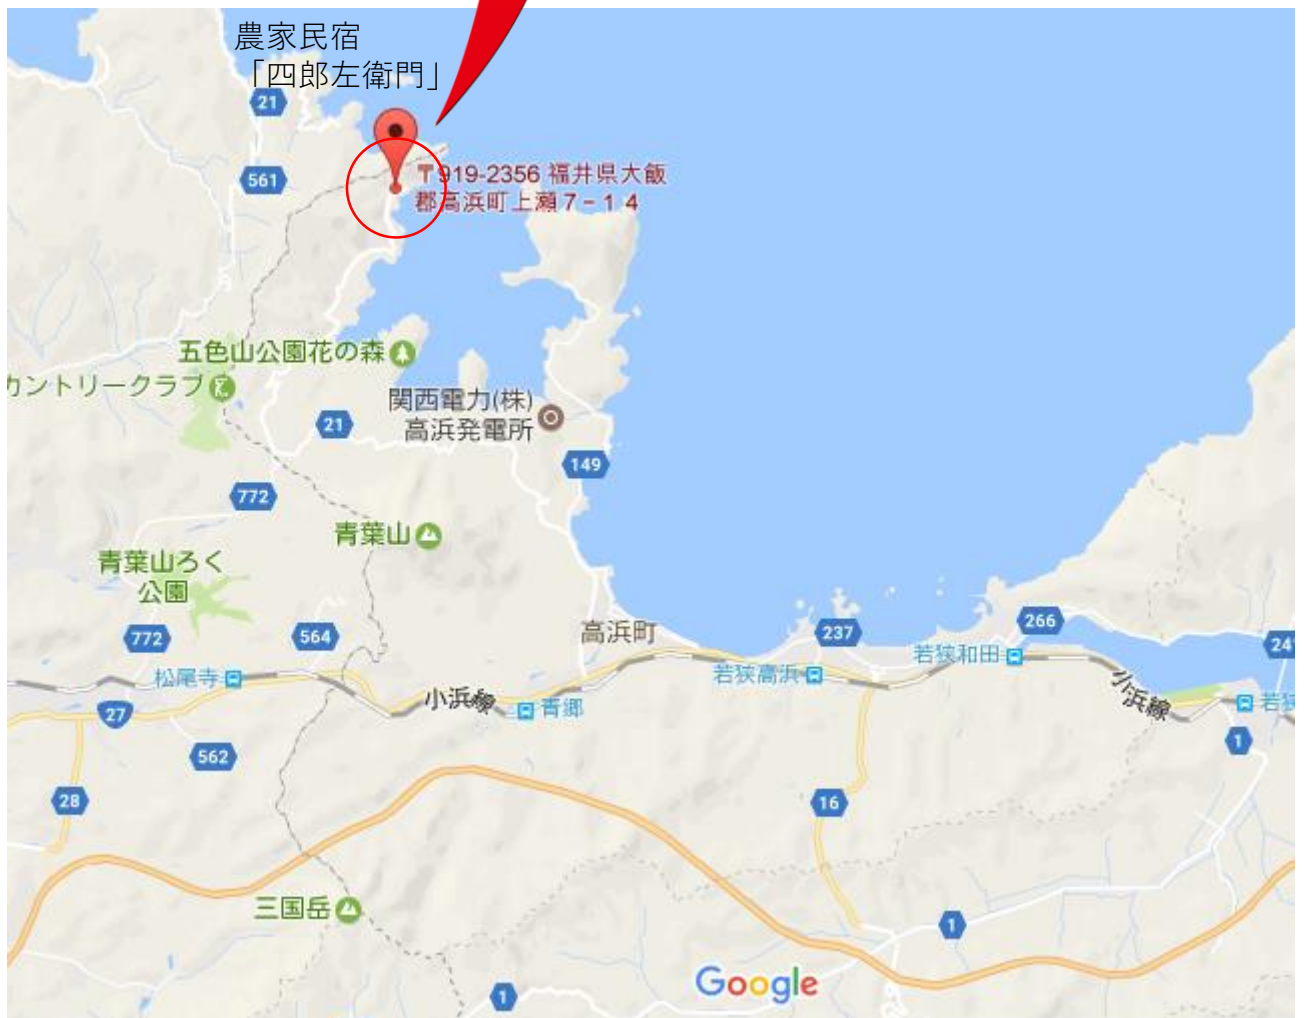 農家民宿
「四郎左衛門」
21
561
〒919-2356 福井県大飯
郡高浜町上瀬7-14
五色山公園花の森
カントリークラブ
関西電力(株)
高浜発電所
21
149
772
青葉山
青葉山ろく
公園
772
564
高浜町
237
266
241
松尾寺
若狭高浜
若狭和田
小浜線
青郷
小浜線
若狭
27
562
1
28
16
三国岳
1
1
Google